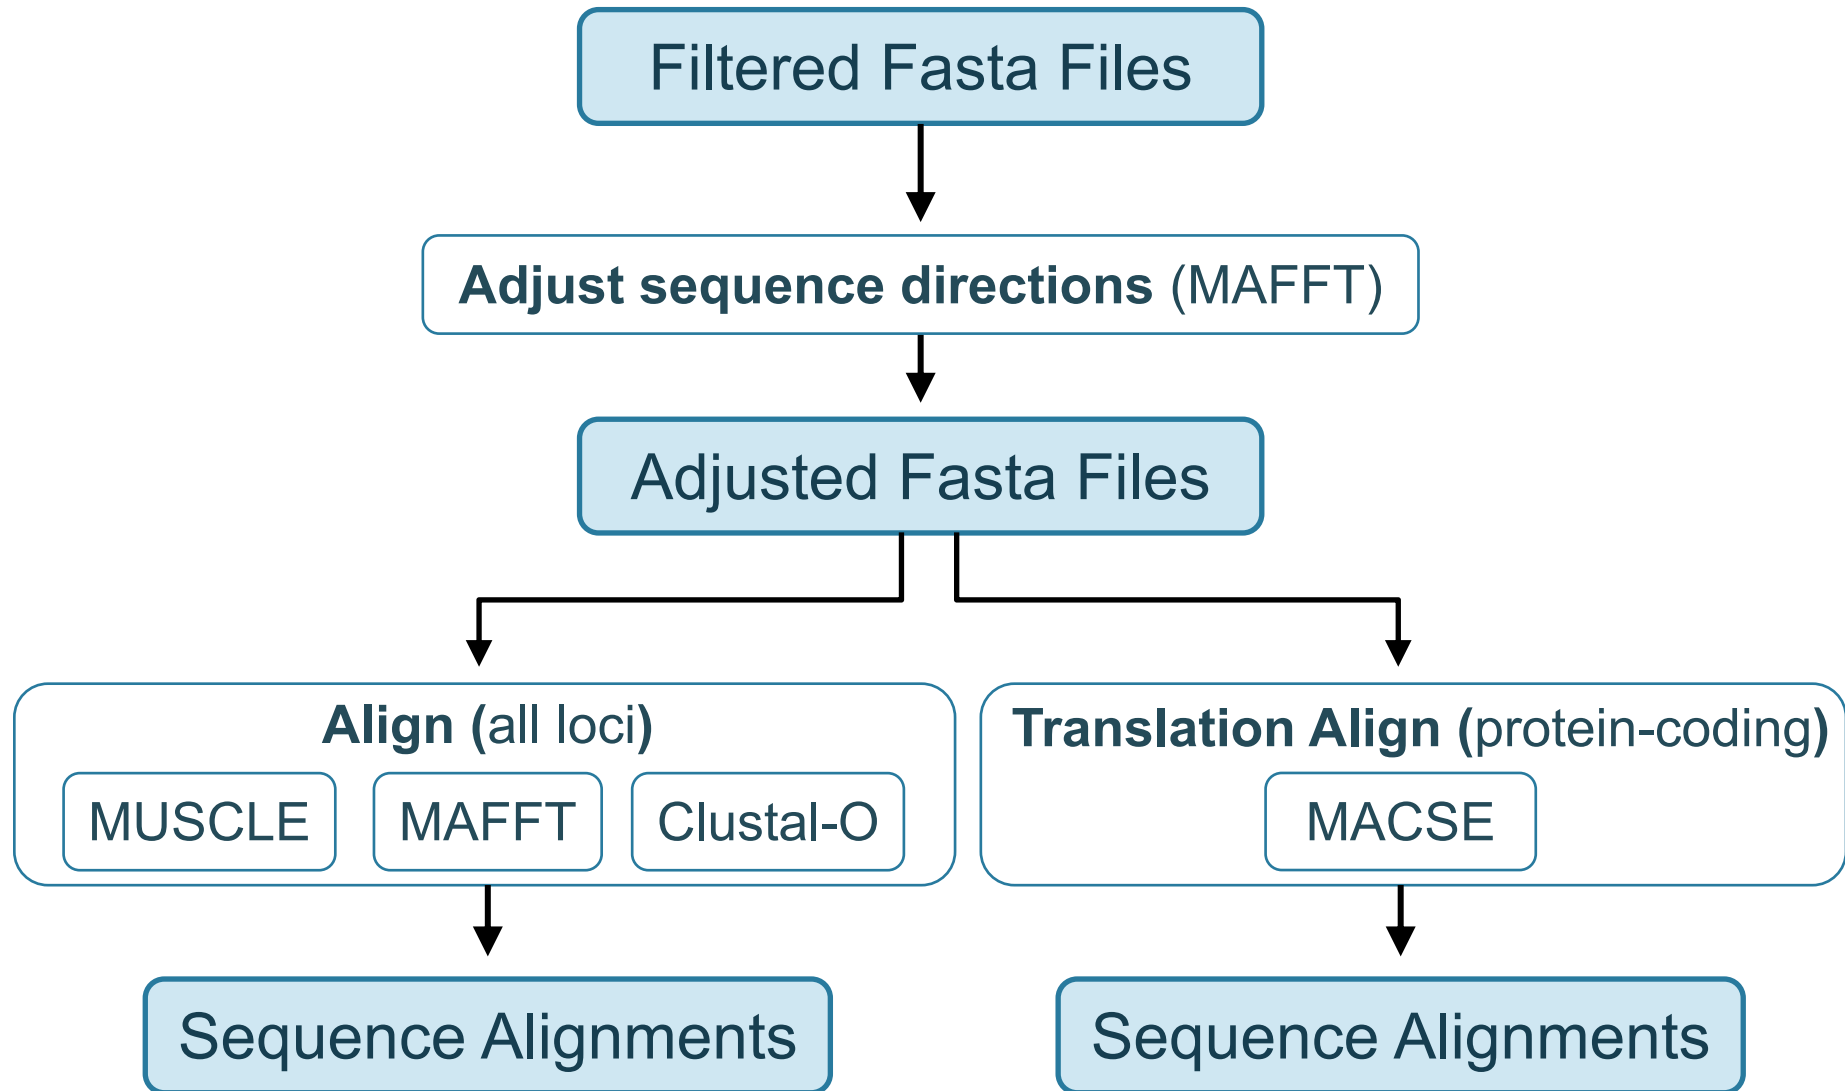 Filtered Fasta Files
Adjust sequence directions (MAFFT)
Adjusted Fasta Files
Align (all loci)
MUSCLE
MAFFT
Clustal-O
Translation Align (protein-coding)
MACSE
Sequence Alignments
Sequence Alignments